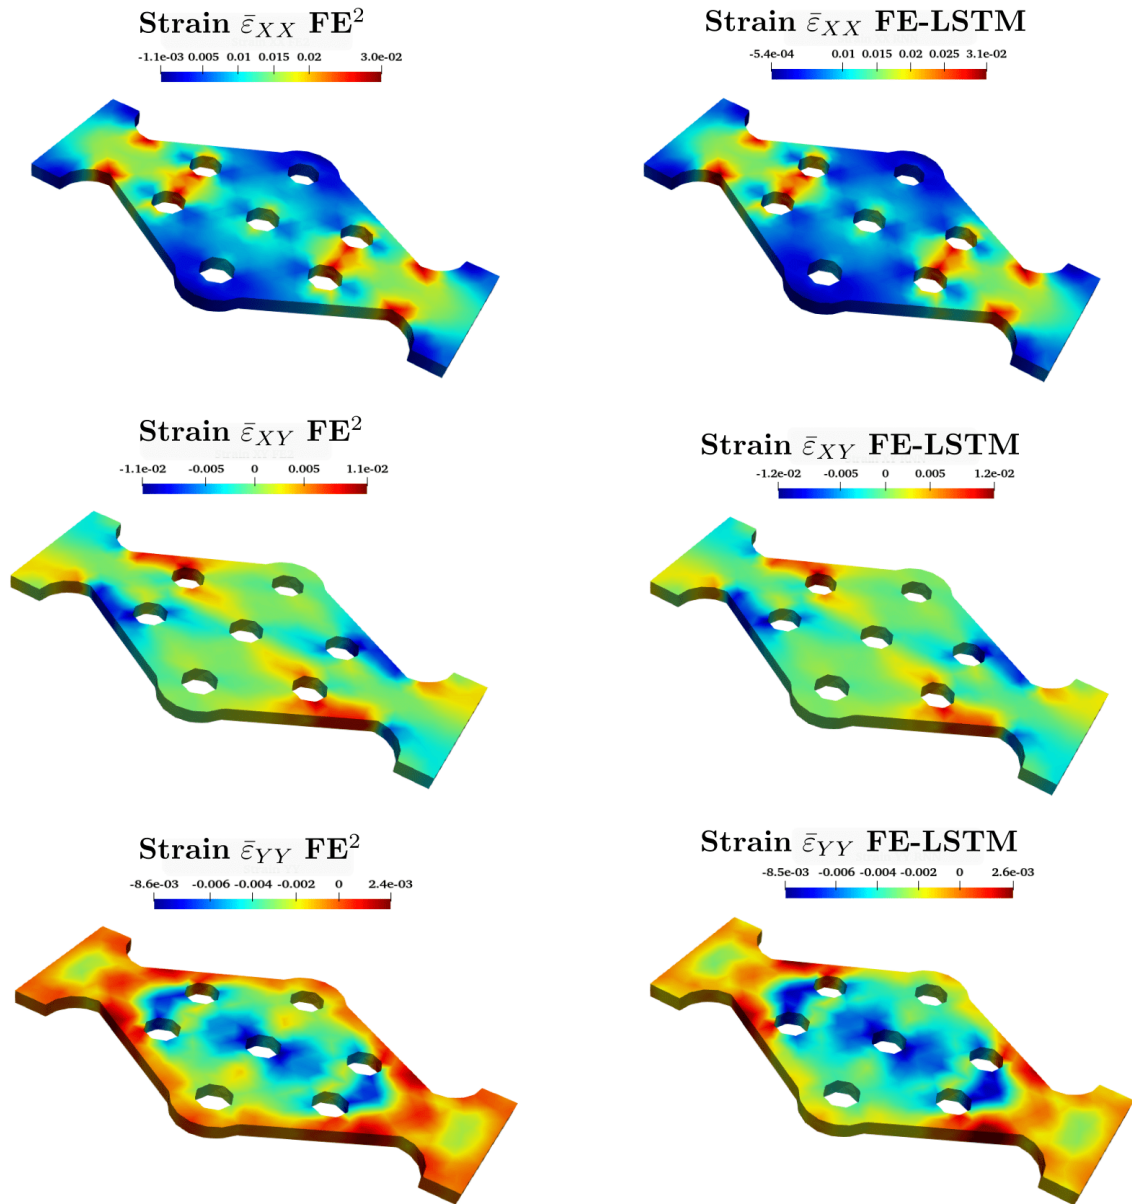 Strain ε̄XX FE²
-1.1e-03 0.005 0.01 0.015 0.02 3.0e-02
Strain ε̄XX FE-LSTM
-5.4e-04 0.01 0.015 0.02 0.025 3.1e-02
Strain ε̄XY FE²
-1.1e-02 -0.005 0 0.005 1.1e-02
Strain ε̄XY FE-LSTM
-1.2e-02 -0.005 0 0.005 1.2e-02
Strain ε̄YY FE²
-8.6e-03 -0.006 -0.004 -0.002 0 2.4e-03
Strain ε̄YY FE-LSTM
-8.5e-03 -0.006 -0.004 -0.002 0 2.6e-03